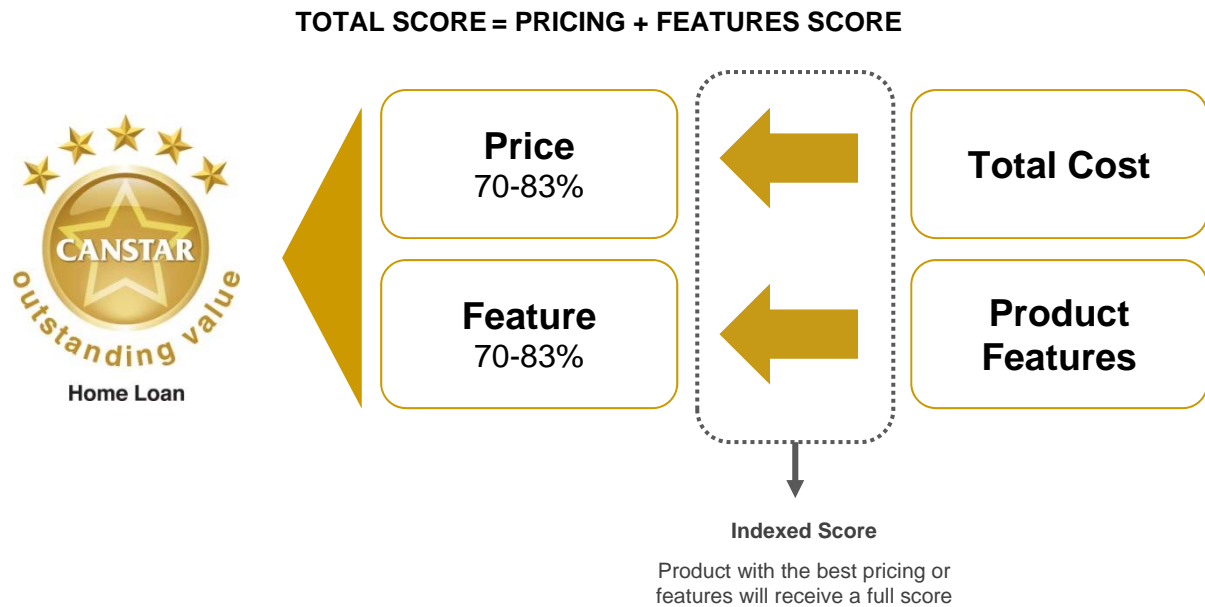 TOTAL SCORE = PRICING + FEATURES SCORE
CANSTAR
outstanding value
Home Loan
Price
70-83%
Feature
70-83%
Total Cost
Product
Features
Indexed Score
Product with the best pricing or
features will receive a full score